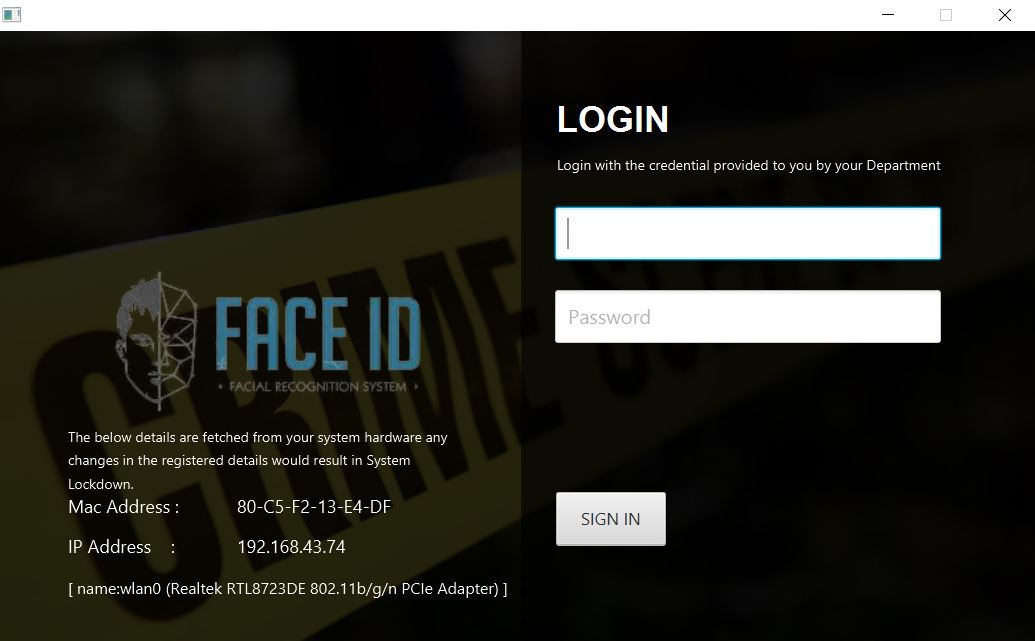 FACE ID
• FACIAL RECOGNITION SYSTEM •
The below details are fetched from your system hardware any
changes in the registered details would result in System
Lockdown.
Mac Address : 80-C5-F2-13-E4-DF
IP Address : 192.168.43.74
[ name:wlan0 (Realtek RTL8723DE 802.11b/g/n PCIe Adapter) ]
LOGIN
Login with the credential provided to you by your Department
Password
SIGN IN
CRIME